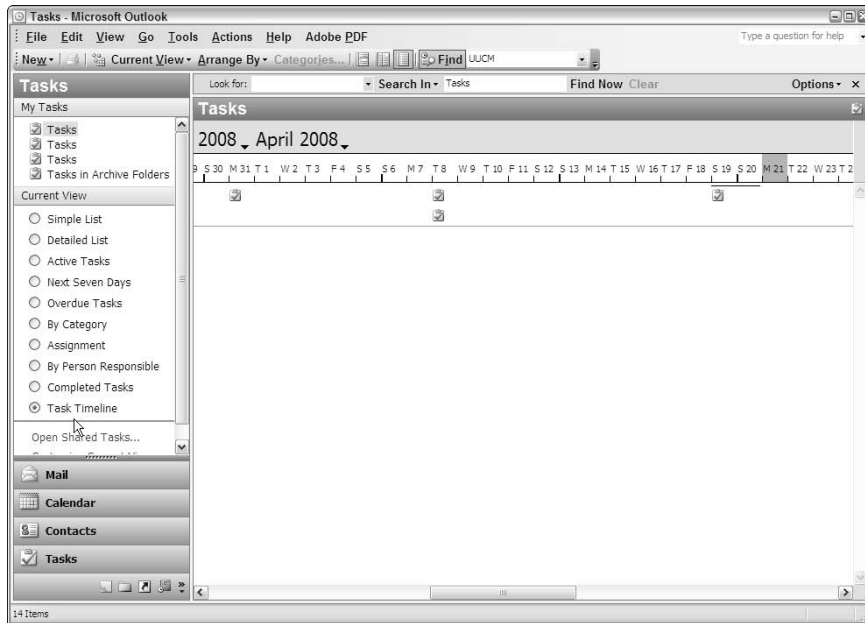 Tasks - Microsoft Outlook
File Edit View Go Tools Actions Help Adobe PDF Type a question for help
New Current View Arrange By Categories... Find UUCM
Tasks
Look for: Search In Tasks Find Now Clear Options
My Tasks
Tasks
Tasks
Tasks
Tasks in Archive Folders
Current View
Simple List
Detailed List
Active Tasks
Next Seven Days
Overdue Tasks
By Category
Assignment
By Person Responsible
Completed Tasks
Task Timeline
Open Shared Tasks...
Mail
Calendar
Contacts
Tasks
Tasks
2008 April 2008
9 S 30 M 31 T 1 W 2 T 3 F 4 S 5 S 6 M 7 T 8 W 9 T 10 F 11 S 12 S 13 M 14 T 15 W 16 T 17 F 18 S 19 S 20 M 21 T 22 W 23 T 2
14 Items